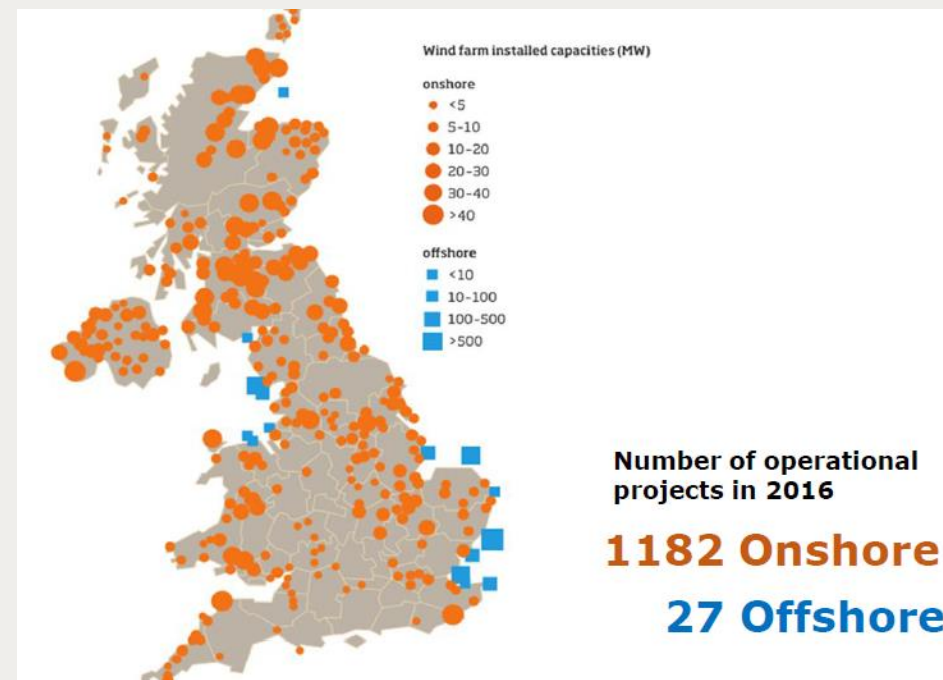 Wind farm installed capacities (MW)
onshore
<5
5-10
10-20
20-30
30-40
>40
offshore
<10
10-100
100-500
>500
Number of operational
projects in 2016
1182 Onshore
27 Offshore